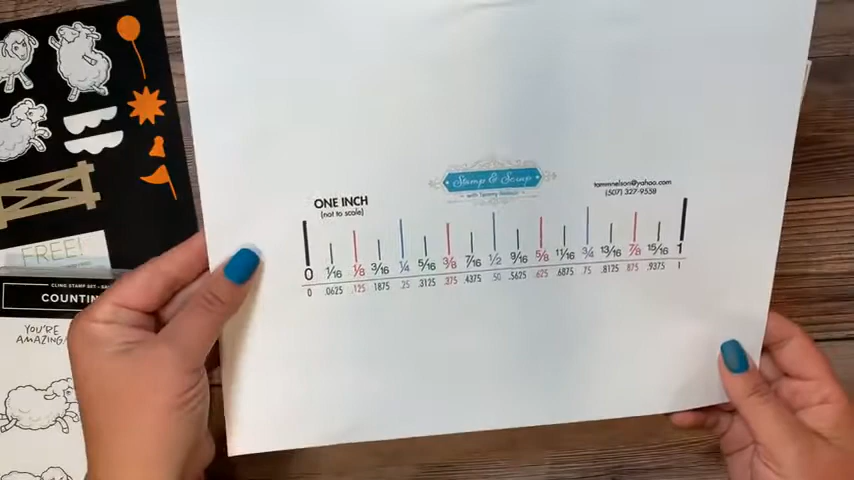 Stamp & Scrap
with Tammy Nelson
tammnelson@yahoo.com
(507) 327-9558
ONE INCH
(not to scale)
0 1/16 1/8 3/16 1/4 5/16 3/8 7/16 1/2 9/16 5/8 11/16 3/4 13/16 7/8 15/16 1
0 .0625 .125 .1875 .25 .3125 .375 .4375 .50 .5625 .625 .6875 .75 .8125 .875 .9375 1
FREE!
CLING STAMP SET
COUNTIN
YOU'RE
AMAZING